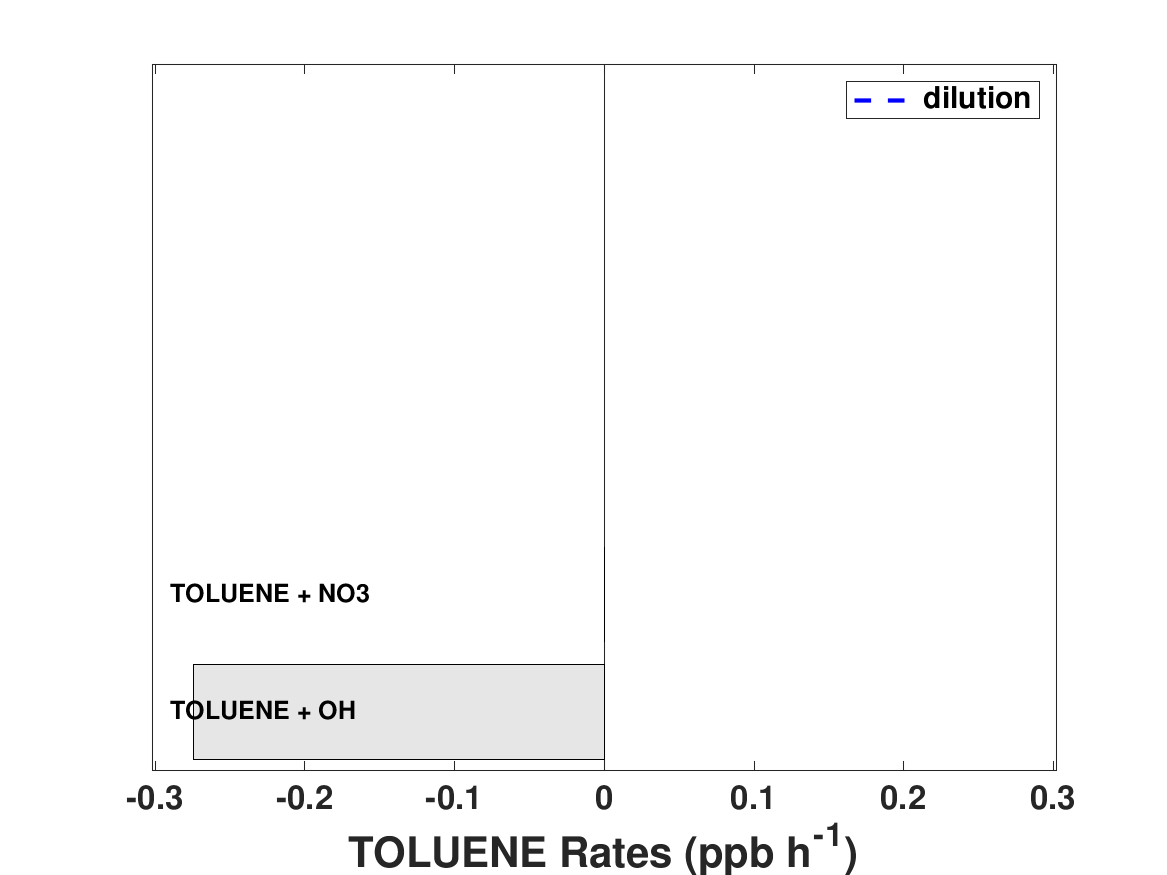 dilution
TOLUENE + NO3
TOLUENE + OH
-0.3 -0.2 -0.1 0 0.1 0.2 0.3
TOLUENE Rates (ppb h-1)